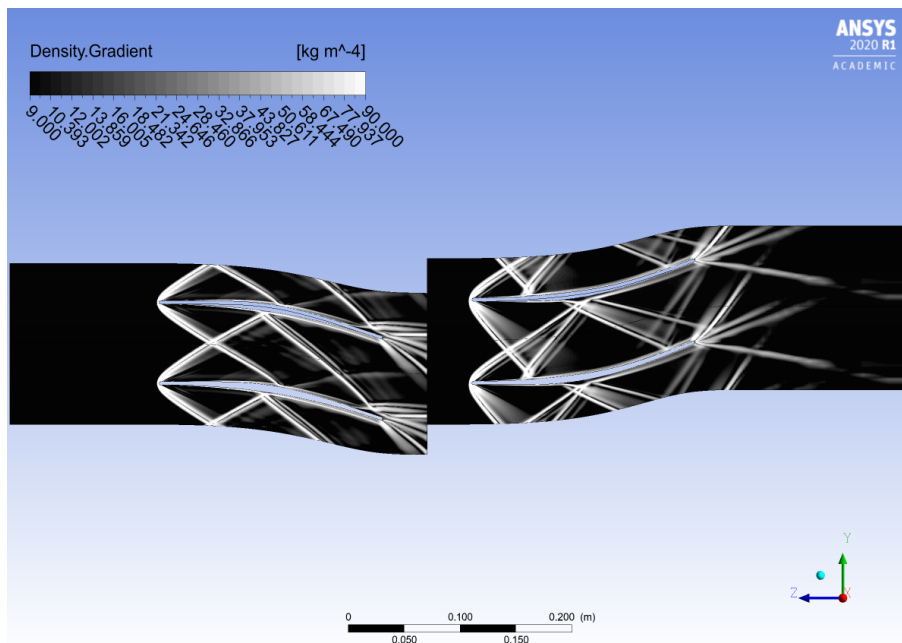 ANSYS
2020 R1
ACADEMIC
Density.Gradient [kg m^-4]
9.000
10.393
12.002
13.859
16.005
18.482
21.342
24.646
28.460
32.866
37.953
43.827
50.611
58.444
67.490
77.937
90.000
Y
Z X
0 0.100 0.200 (m)
0.050 0.150